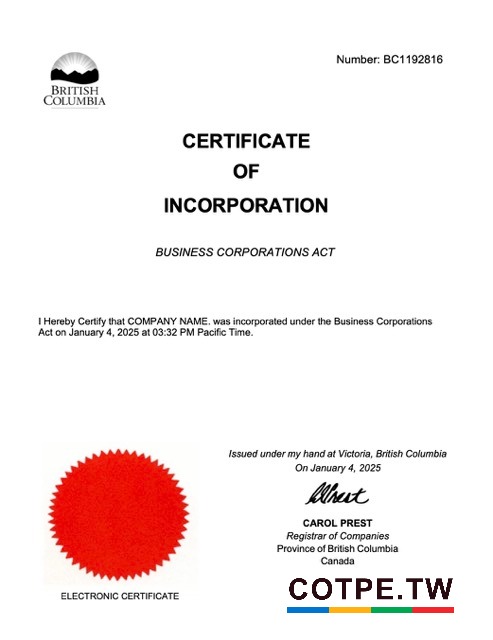 BRITISH
COLUMBIA
Number: BC1192816
CERTIFICATE
OF
INCORPORATION
BUSINESS CORPORATIONS ACT
I Hereby Certify that COMPANY NAME. was incorporated under the Business Corporations
Act on January 4, 2025 at 03:32 PM Pacific Time.
Issued under my hand at Victoria, British Columbia
On January 4, 2025
CAROL PREST
Registrar of Companies
Province of British Columbia
Canada
ELECTRONIC CERTIFICATE
COTPE.TW